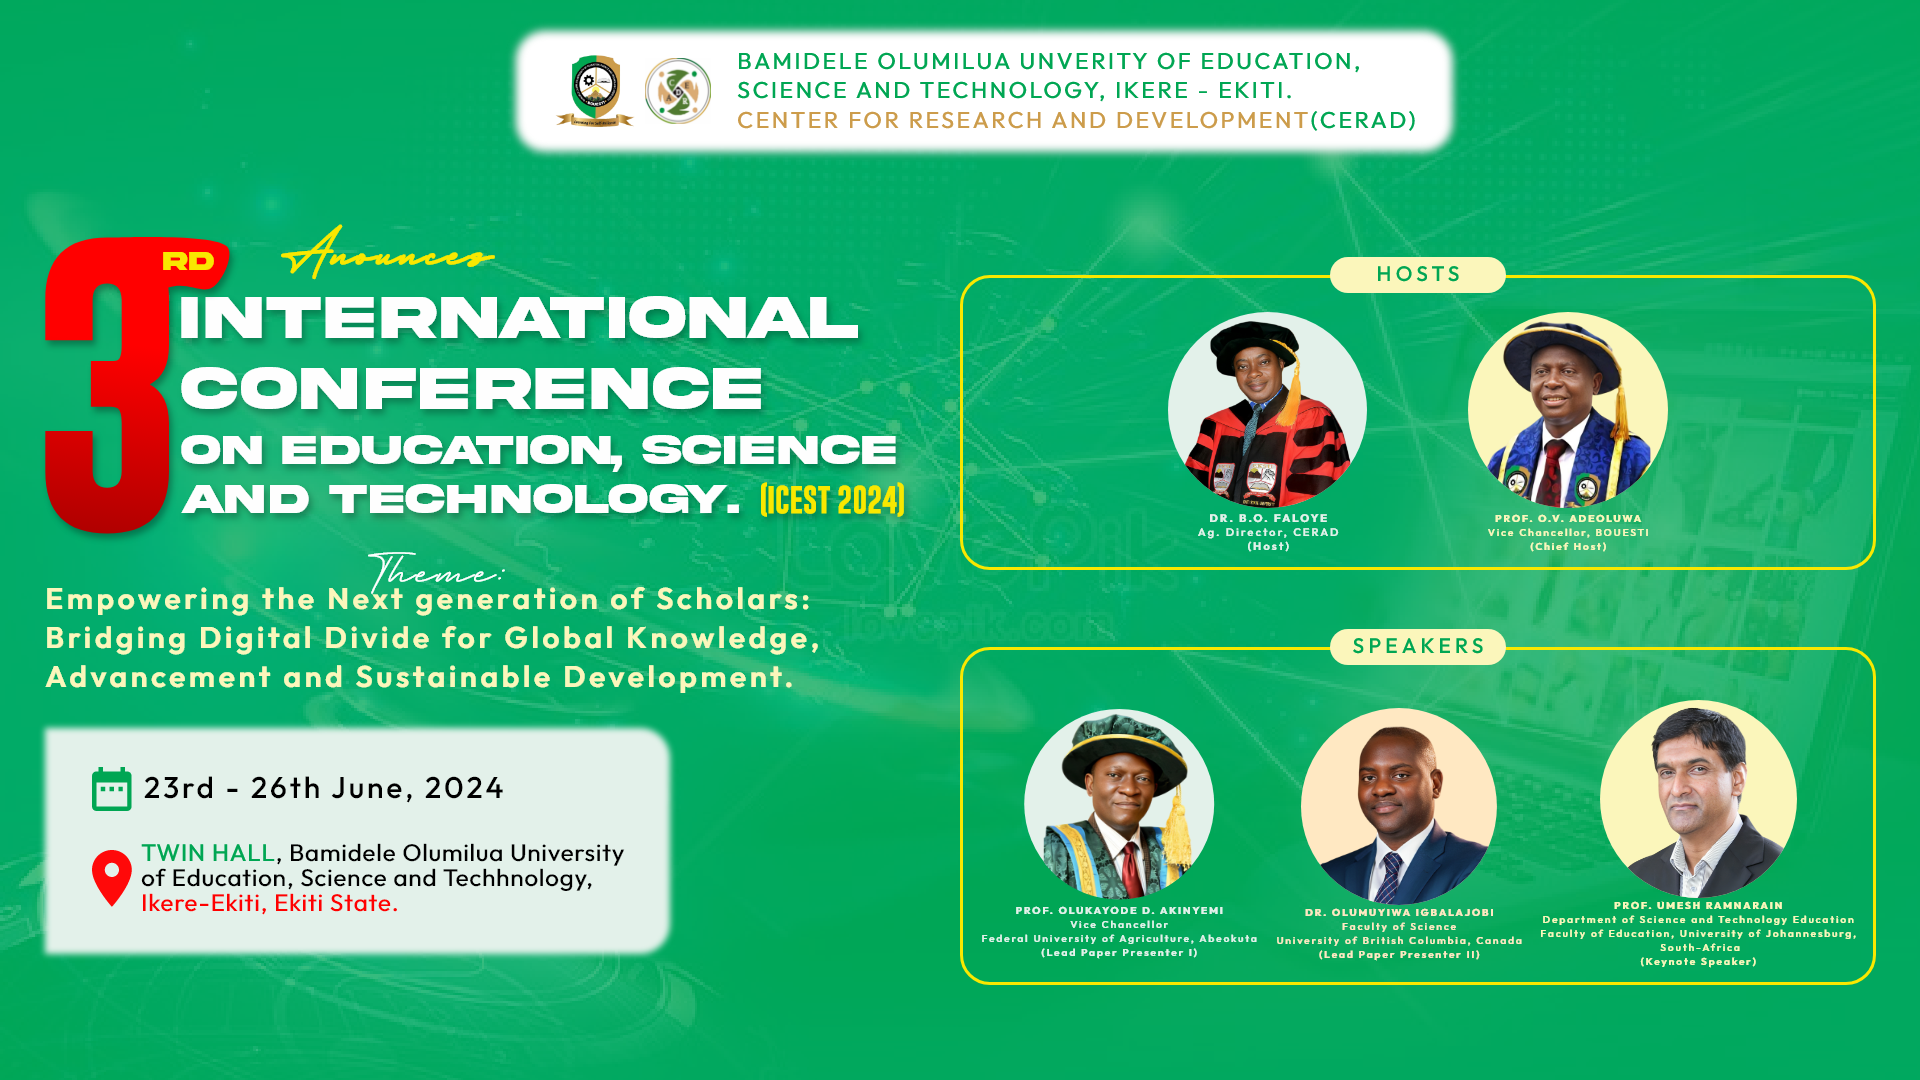 BAMIDELE OLUMILUA UNVERITY OF EDUCATION,
SCIENCE AND TECHNOLOGY, IKERE - EKITI.
CENTER FOR RESEARCH AND DEVELOPMENT(CERAD)
Anounces
3RD
INTERNATIONAL
CONFERENCE
ON EDUCATION, SCIENCE
AND TECHNOLOGY. (ICEST 2024)
Theme:
Empowering the Next generation of Scholars:
Bridging Digital Divide for Global Knowledge,
Advancement and Sustainable Development.
23rd - 26th June, 2024
TWIN HALL, Bamidele Olumilua University
of Education, Science and Techhnology,
Ikere-Ekiti, Ekiti State.
HOSTS
DR. B.O. FALOYE
Ag. Director, CERAD
(Host)
PROF. O.V. ADEOLUWA
Vice Chancellor, BOUESTI
(Chief Host)
SPEAKERS
PROF. OLUKAYODE D. AKINYEMI
Vice Chancellor
Federal University of Agriculture, Abeokuta
(Lead Paper Presenter I)
DR. OLUMUYIWA IGBALAJOBI
Faculty of Science
University of British Columbia, Canada
(Lead Paper Presenter II)
PROF. UMESH RAMNARAIN
Department of Science and Technology Education
Faculty of Education, University of Johannesburg,
South-Africa
(Keynote Speaker)